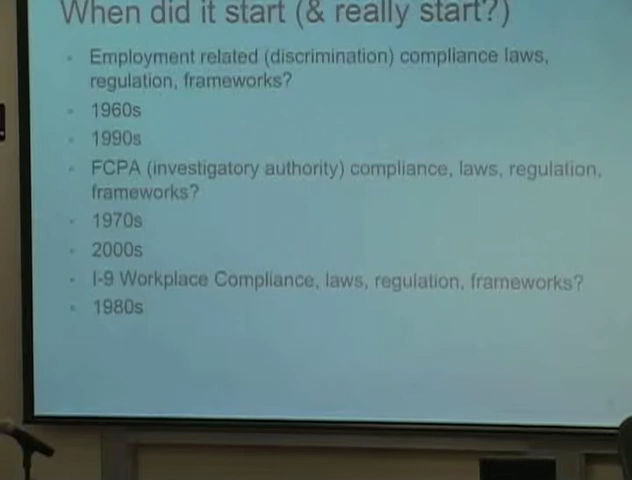 When did it start (& really start?)
Employment related (discrimination) compliance laws,
regulation, frameworks?
1960s
1990s
FCPA (investigatory authority) compliance, laws, regulation,
frameworks?
1970s
2000s
I-9 Workplace Compliance, laws, regulation, frameworks?
1980s